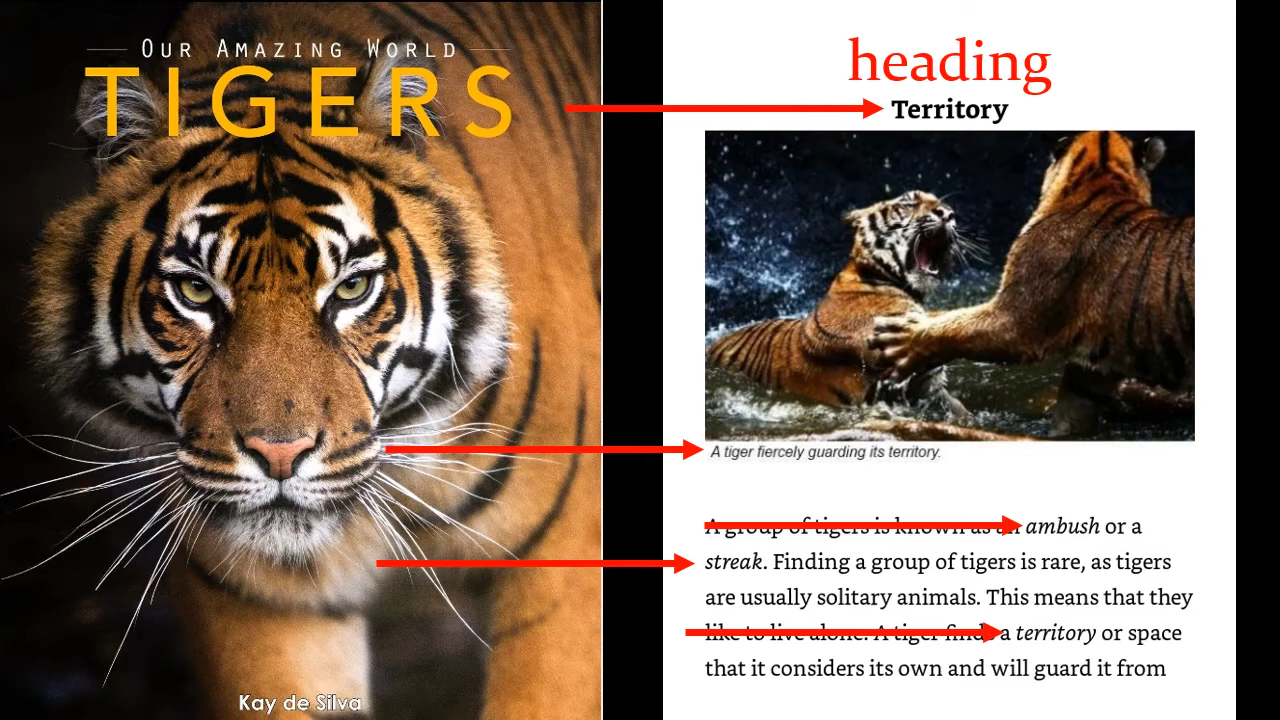 OUR AMAZING WORLD
TIGERS
Kay de Silva
heading
Territory
A tiger fiercely guarding its territory.
A group of tigers is known as an ambush or a
streak. Finding a group of tigers is rare, as tigers
are usually solitary animals. This means that they
like to live alone. A tiger finds a territory or space
that it considers its own and will guard it from